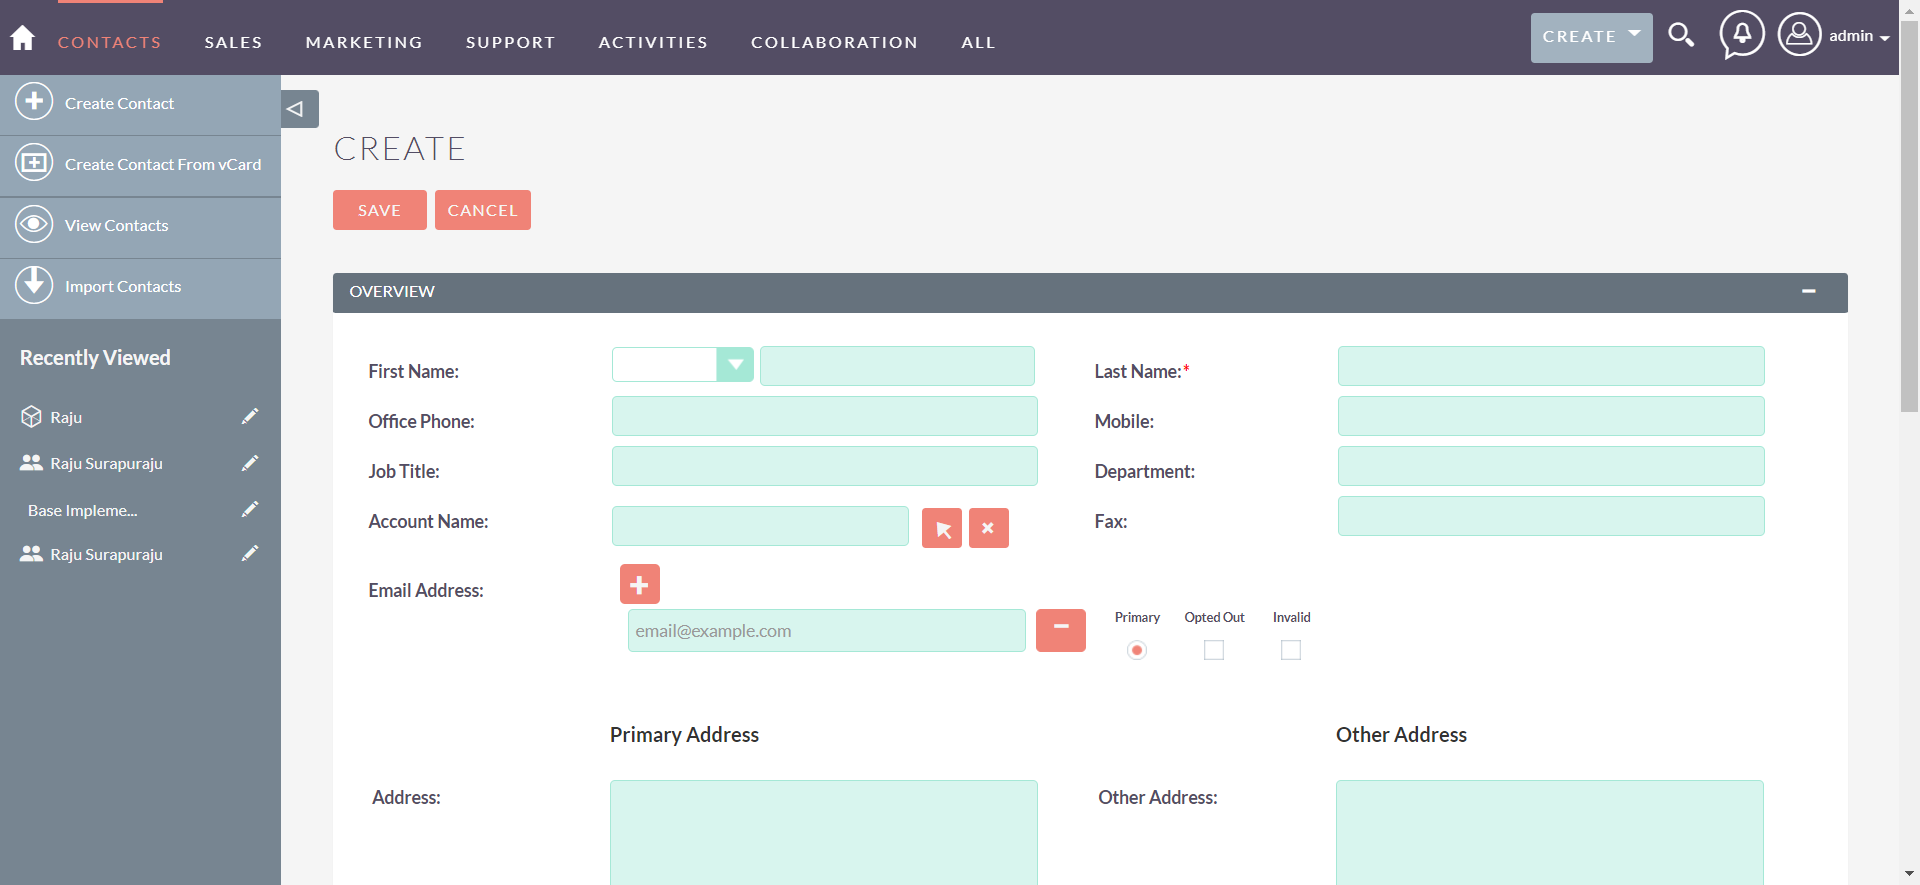 CONTACTS SALES MARKETING SUPPORT ACTIVITIES COLLABORATION ALL CREATE admin
Create Contact
Create Contact From vCard
View Contacts
Import Contacts
Recently Viewed
Raju
Raju Surapuraju
Base Impleme...
Raju Surapuraju
CREATE
SAVE CANCEL
OVERVIEW
First Name: Last Name:*
Office Phone: Mobile:
Job Title: Department:
Account Name: Fax:
Email Address:
Primary Opted Out Invalid
email@example.com
Primary Address Other Address
Address: Other Address: